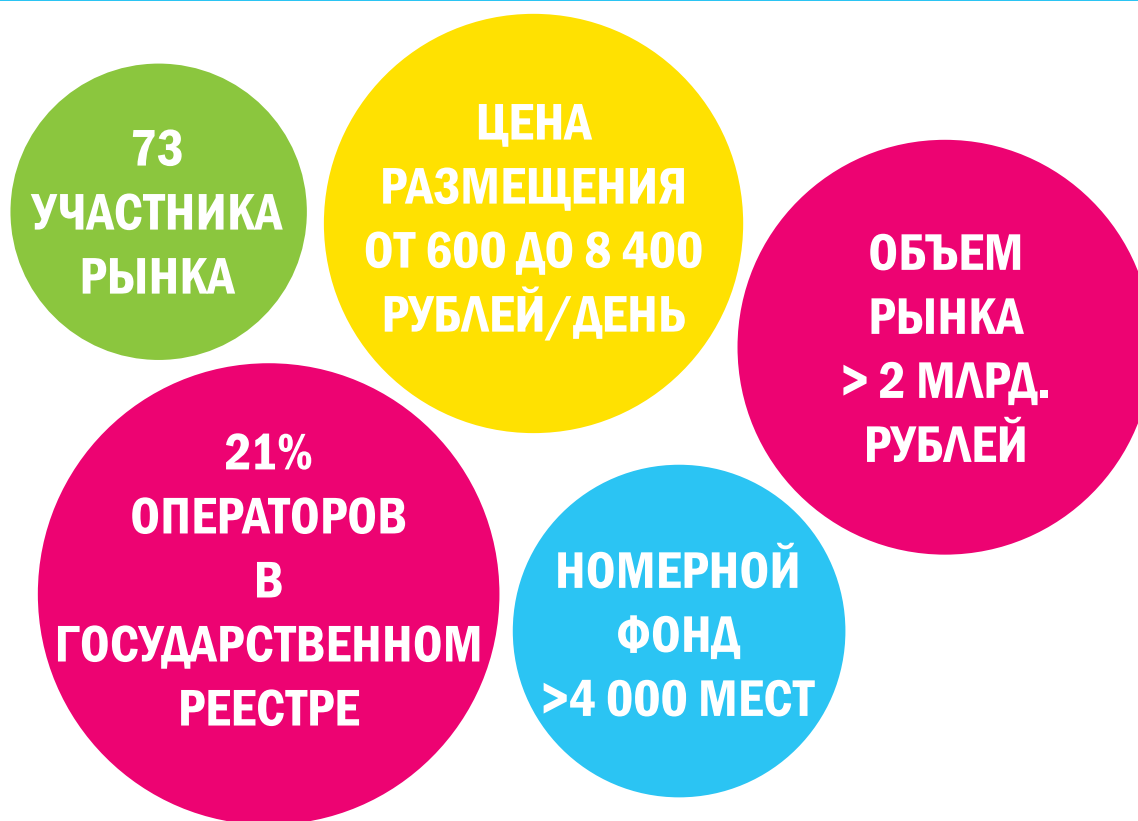 73
УЧАСТНИКА
РЫНКА
ЦЕНА
РАЗМЕЩЕНИЯ
ОТ 600 ДО 8 400
РУБЛЕЙ/ДЕНЬ
ОБЪЕМ
РЫНКА
> 2 МЛРД.
РУБЛЕЙ
21%
ОПЕРАТОРОВ
В
ГОСУДАРСТВЕННОМ
РЕЕСТРЕ
НОМЕРНОЙ
ФОНД
>4 000 МЕСТ